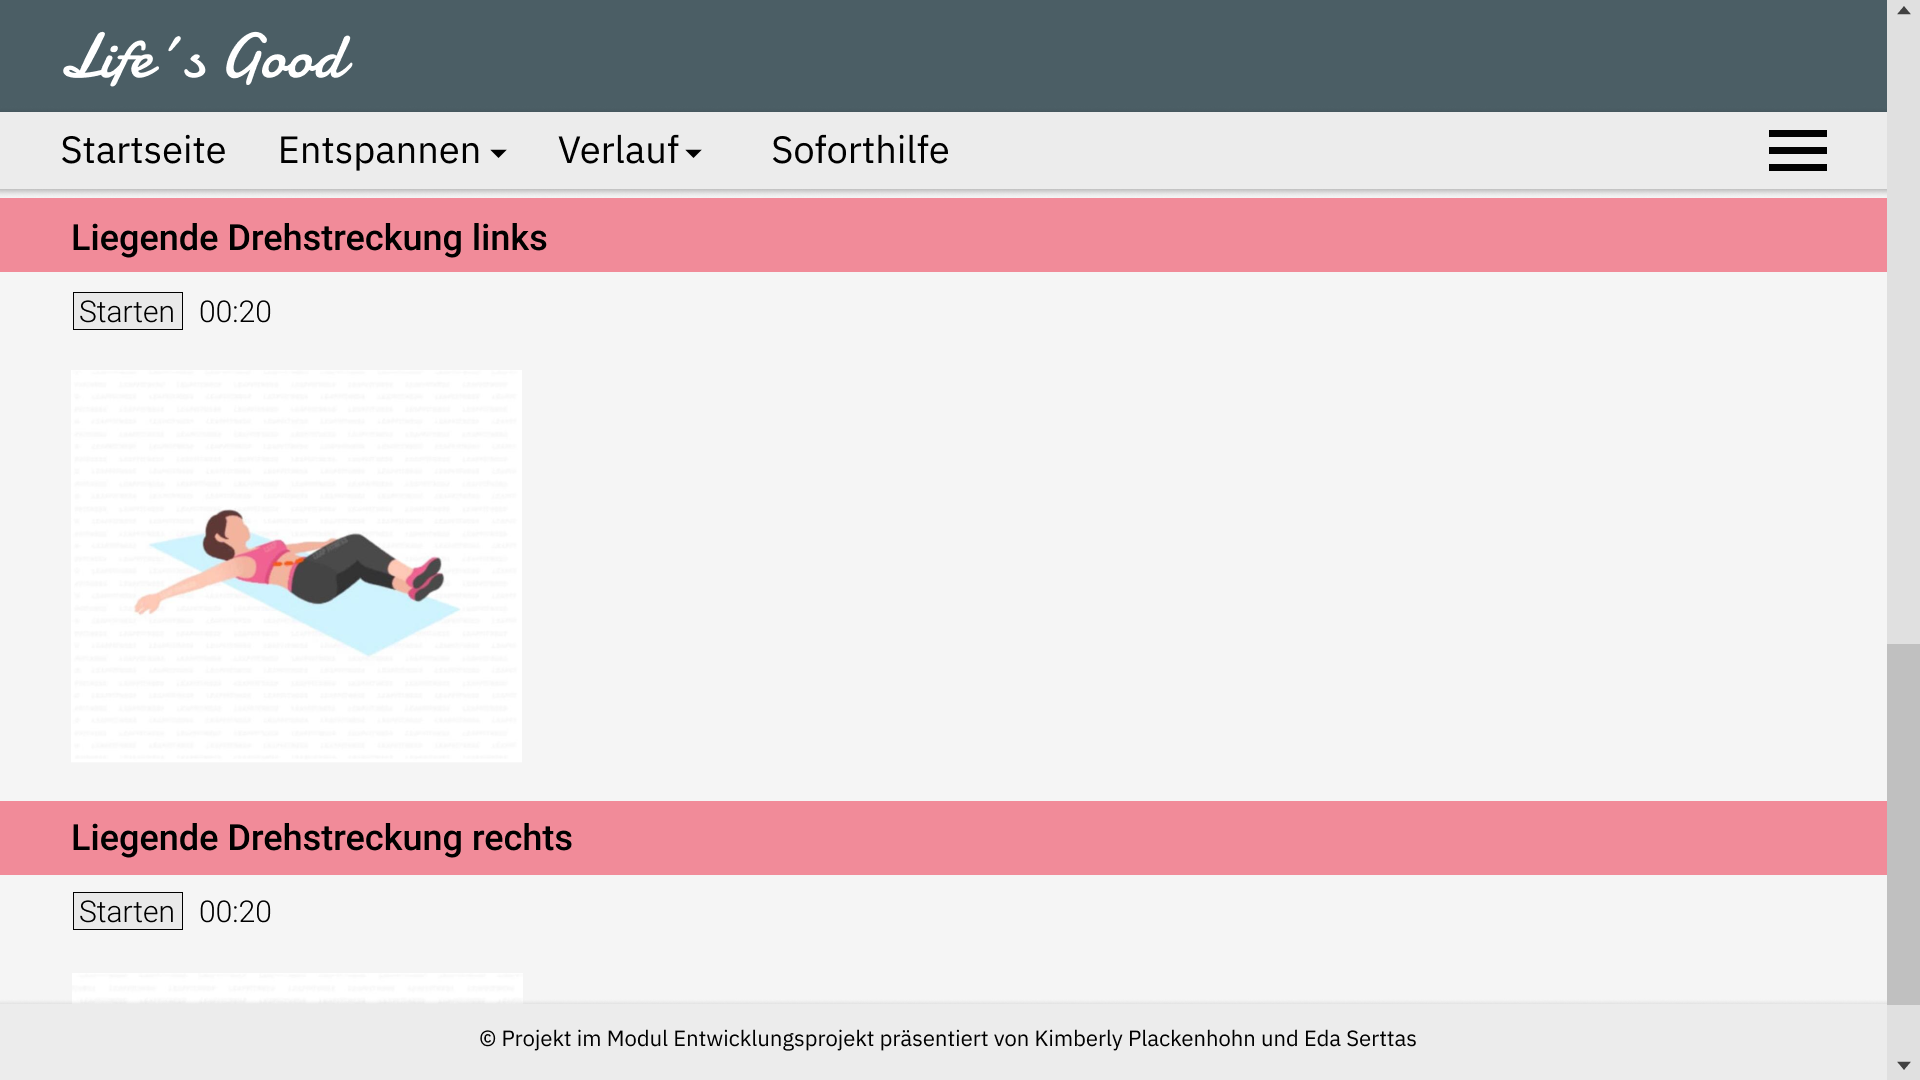 Life´s Good
Startseite Entspannen Verlauf Soforthilfe
Liegende Drehstreckung links
Starten 00:20
Liegende Drehstreckung rechts
Starten 00:20
© Projekt im Modul Entwicklungsprojekt präsentiert von Kimberly Plackenhohn und Eda Serttas